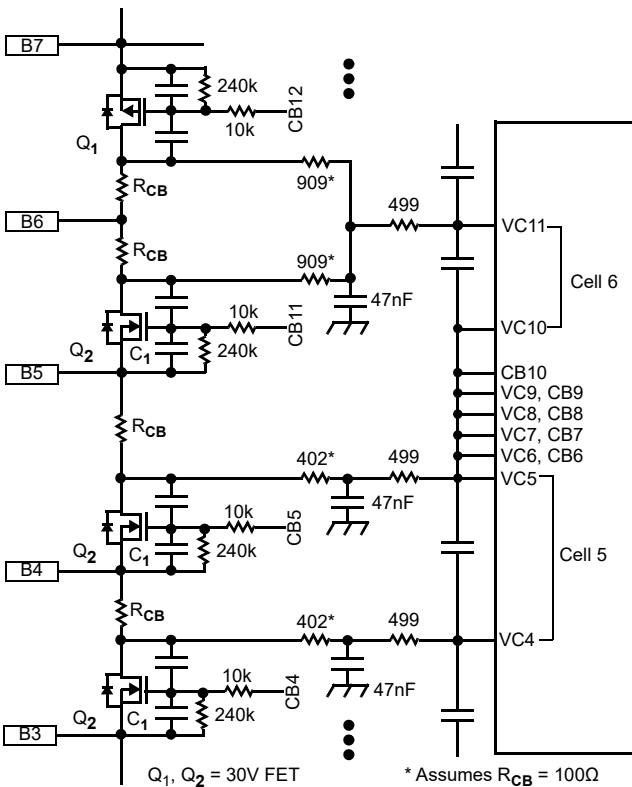 B7
240k
CB12
10k
Q1
RCB
909*
499
B6
VC11
RCB
909*
Cell 6
10k
CB11
47nF
VC10
Q2
C1
240k
B5
CB10
VC9, CB9
RCB
VC8, CB8
VC7, CB7
402*
499
VC6, CB6
VC5
10k
CB5
47nF
Q2
C1
240k
Cell 5
B4
RCB
402*
499
VC4
10k
CB4
47nF
Q2
C1
240k
B3
Q1, Q2 = 30V FET
* Assumes RCB = 100Ω